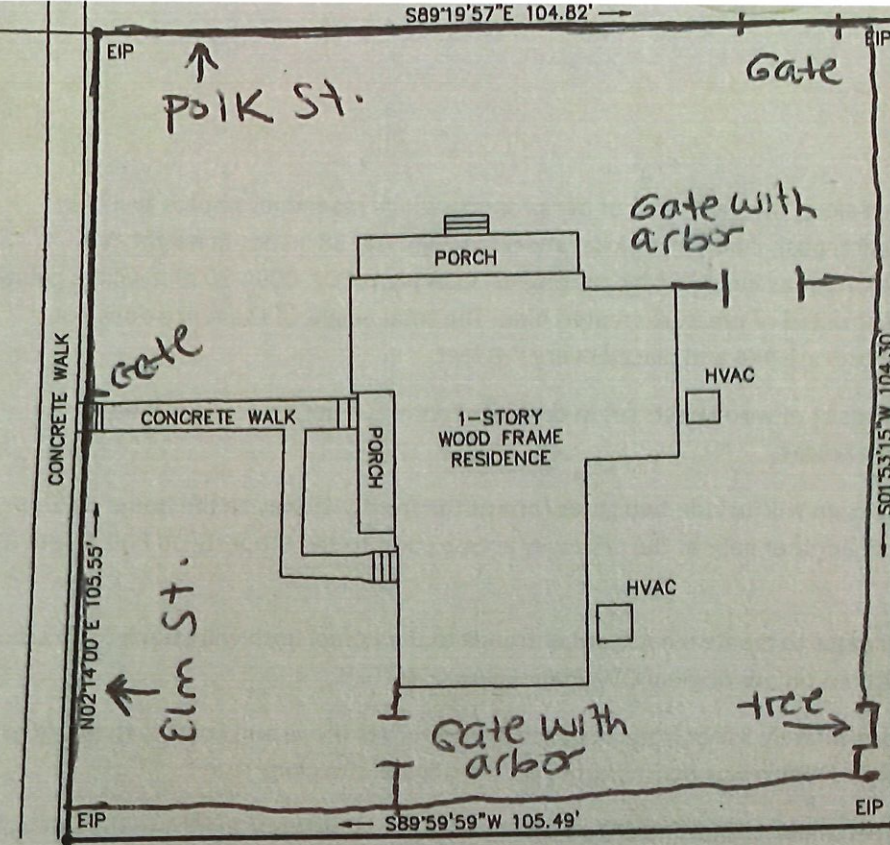 S89°19'57"E 104.82'
EIP
EIP
Gate
Polk St.
Gate with
arbor
PORCH
HVAC
Gate
CONCRETE WALK
CONCRETE WALK
PORCH
1-STORY
WOOD FRAME
RESIDENCE
S01°53'15"W 104.30'
HVAC
N02°14'00"E 105.55'
Elm St.
Gate with
arbor
tree
EIP
EIP
S89°59'59"W 105.49'